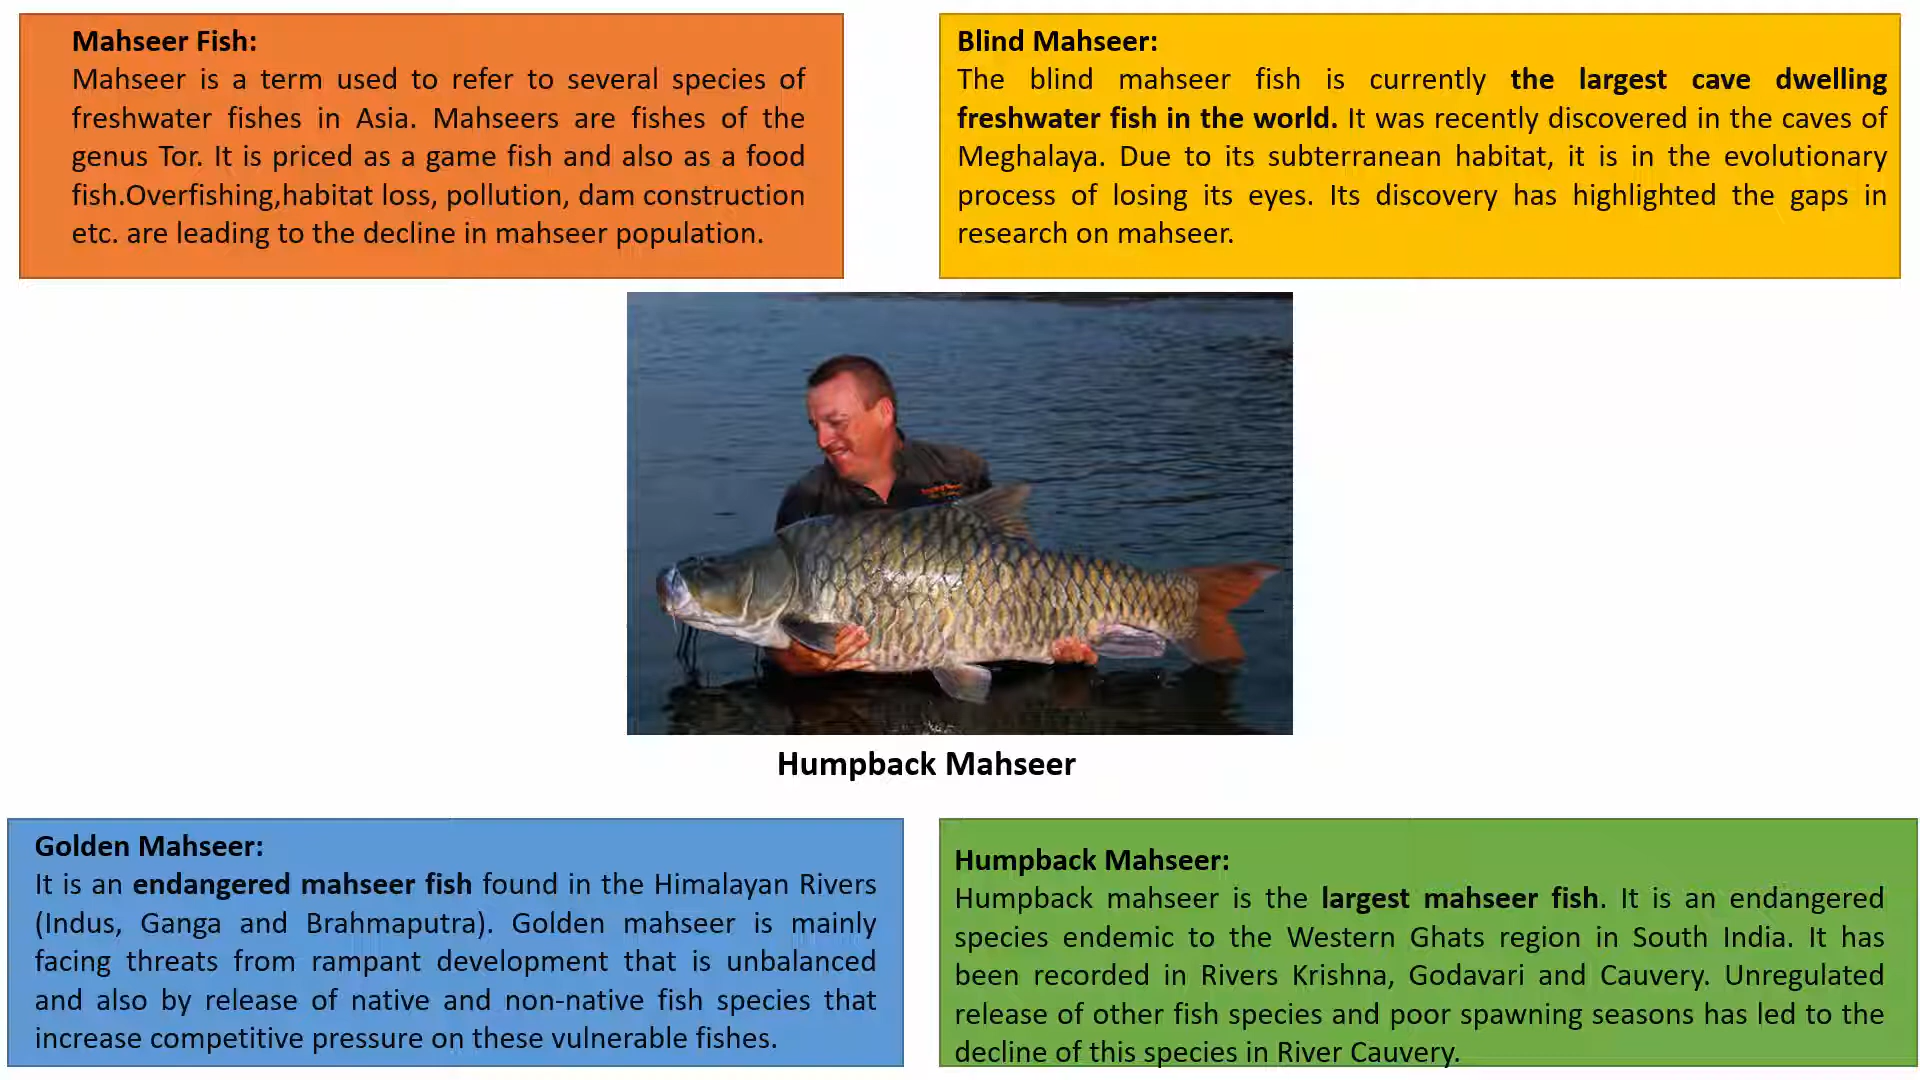 Mahseer Fish:
Mahseer is a term used to refer to several species of
freshwater fishes in Asia. Mahseers are fishes of the
genus Tor. It is priced as a game fish and also as a food
fish.Overfishing,habitat loss, pollution, dam construction
etc. are leading to the decline in mahseer population.
Blind Mahseer:
The blind mahseer fish is currently the largest cave dwelling
freshwater fish in the world. It was recently discovered in the caves of
Meghalaya. Due to its subterranean habitat, it is in the evolutionary
process of losing its eyes. Its discovery has highlighted the gaps in
research on mahseer.
Humpback Mahseer
Golden Mahseer:
It is an endangered mahseer fish found in the Himalayan Rivers
(Indus, Ganga and Brahmaputra). Golden mahseer is mainly
facing threats from rampant development that is unbalanced
and also by release of native and non-native fish species that
increase competitive pressure on these vulnerable fishes.
Humpback Mahseer:
Humpback mahseer is the largest mahseer fish. It is an endangered
species endemic to the Western Ghats region in South India. It has
been recorded in Rivers Krishna, Godavari and Cauvery. Unregulated
release of other fish species and poor spawning seasons has led to the
decline of this species in River Cauvery.